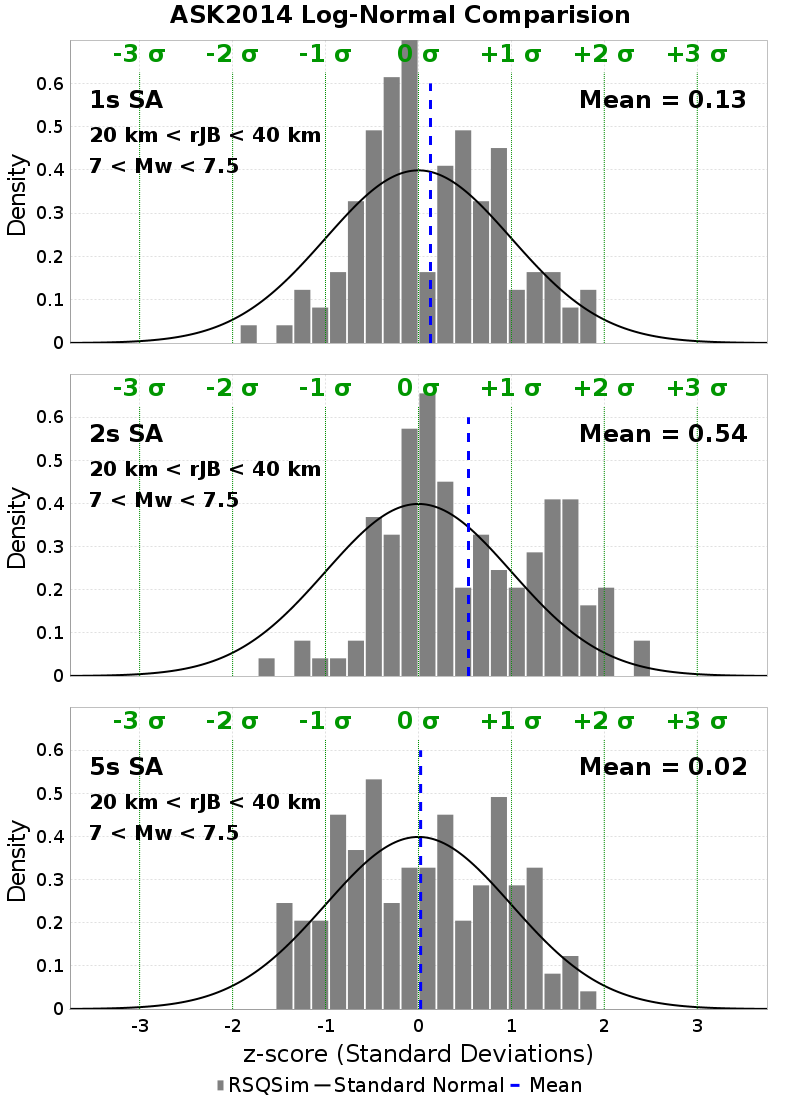 ASK2014 Log-Normal Comparision
-3 σ -2 σ -1 σ 0 σ +1 σ +2 σ +3 σ
1s SA Mean = 0.13
20 km < rJB < 40 km
7 < Mw < 7.5
0.6
0.5
0.4
0.3
0.2
0.1
0
Density
-3 σ -2 σ -1 σ 0 σ +1 σ +2 σ +3 σ
2s SA Mean = 0.54
20 km < rJB < 40 km
7 < Mw < 7.5
0.6
0.5
0.4
0.3
0.2
0.1
0
Density
-3 σ -2 σ -1 σ 0 σ +1 σ +2 σ +3 σ
5s SA Mean = 0.02
20 km < rJB < 40 km
7 < Mw < 7.5
0.6
0.5
0.4
0.3
0.2
0.1
0
Density
-3 -2 -1 0 1 2 3
z-score (Standard Deviations)
RSQSim Standard Normal Mean